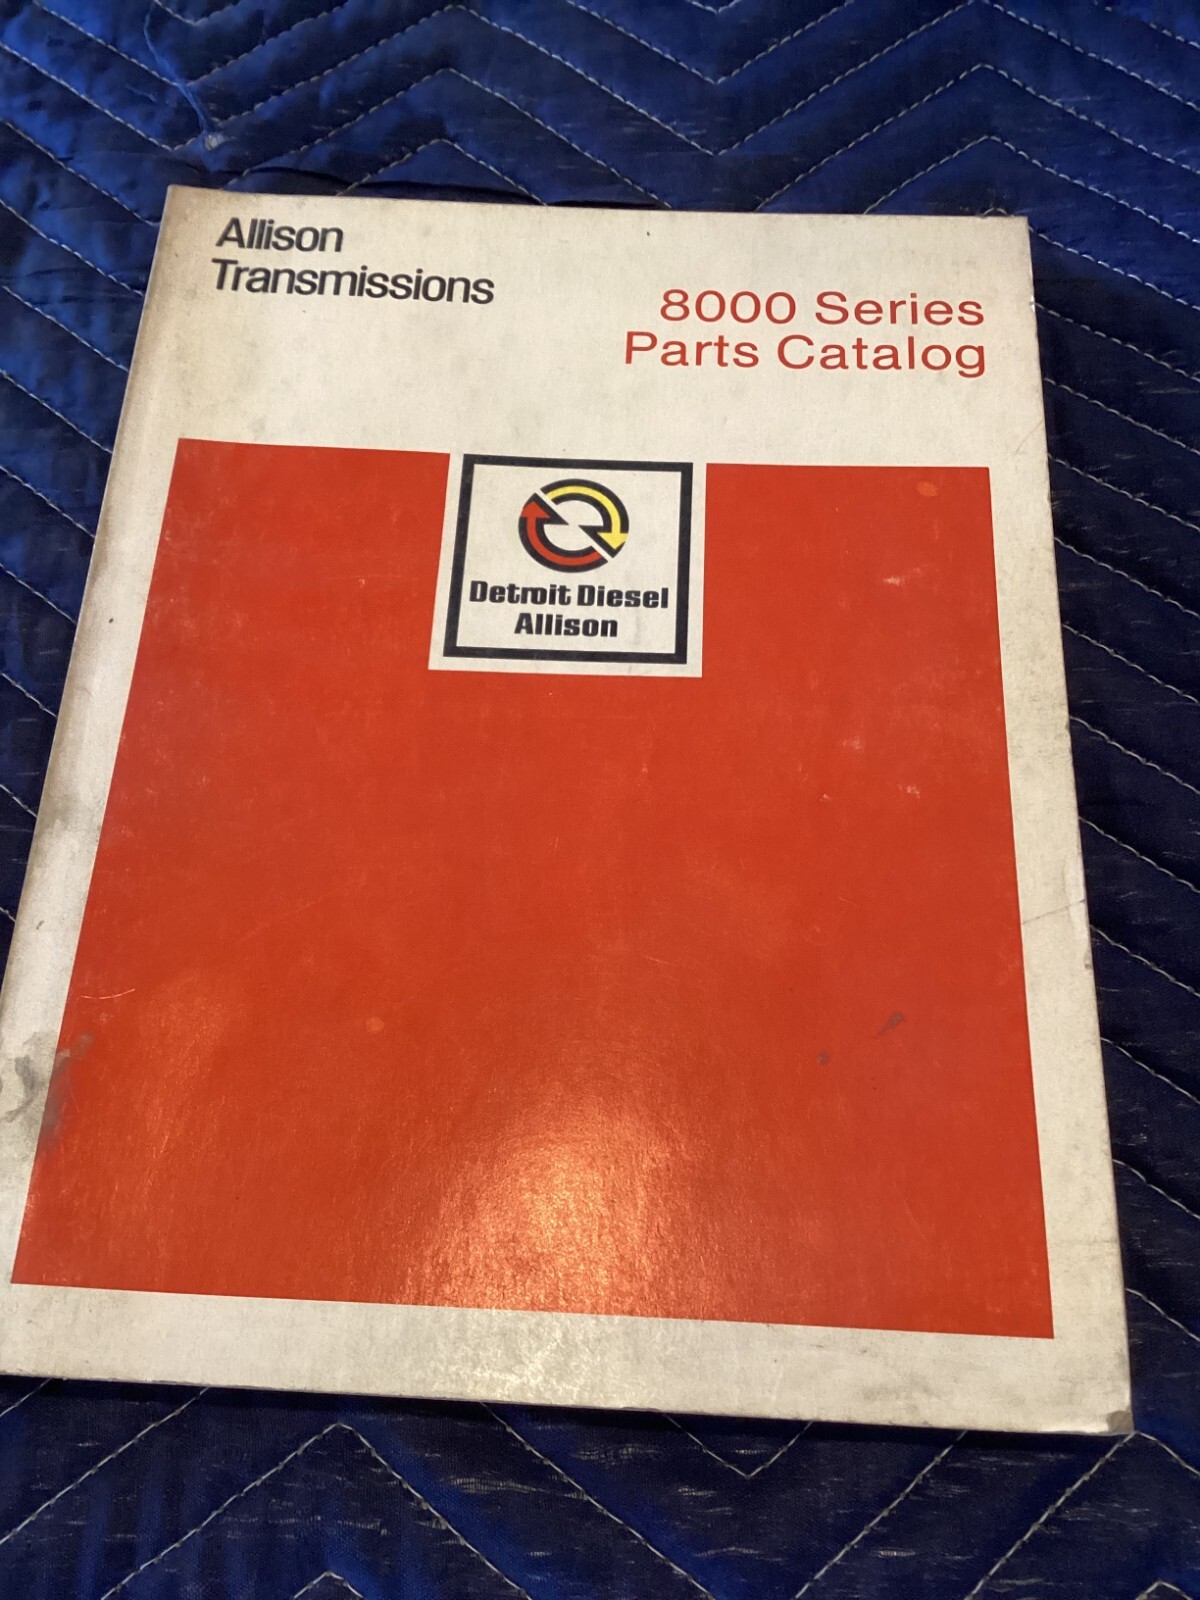 Allison
Transmissions
8000 Series
Parts Catalog
Detroit Diesel
Allison